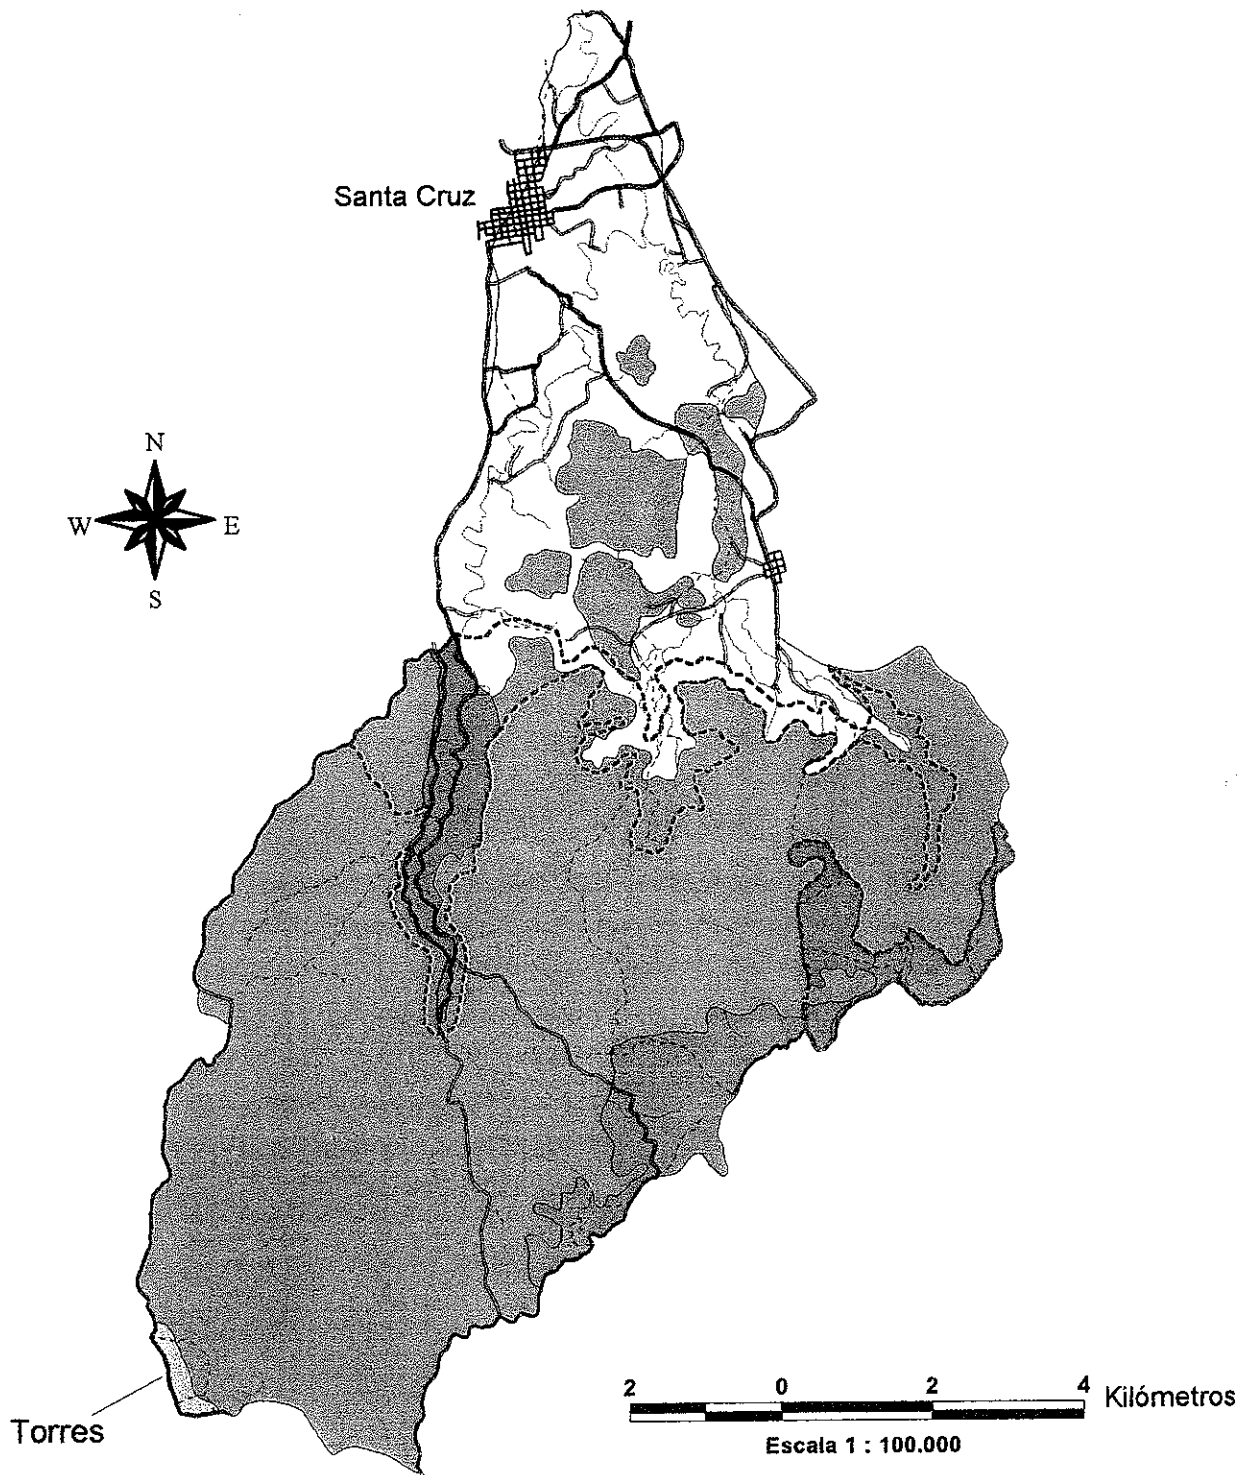 Santa Cruz
N
W
E
S
2 0 2 4
Kilómetros
Escala 1 : 100.000
Torres